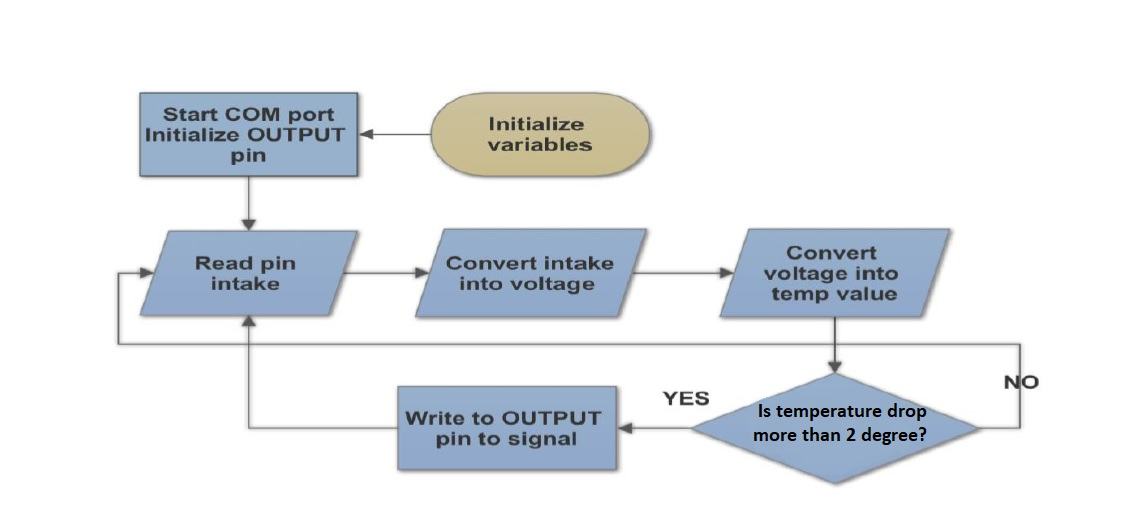 Start COM port
Initialize OUTPUT
pin
Initialize
variables
Read pin
intake
Convert intake
into voltage
Convert
voltage into
temp value
NO
YES
Is temperature drop
more than 2 degree?
Write to OUTPUT
pin to signal